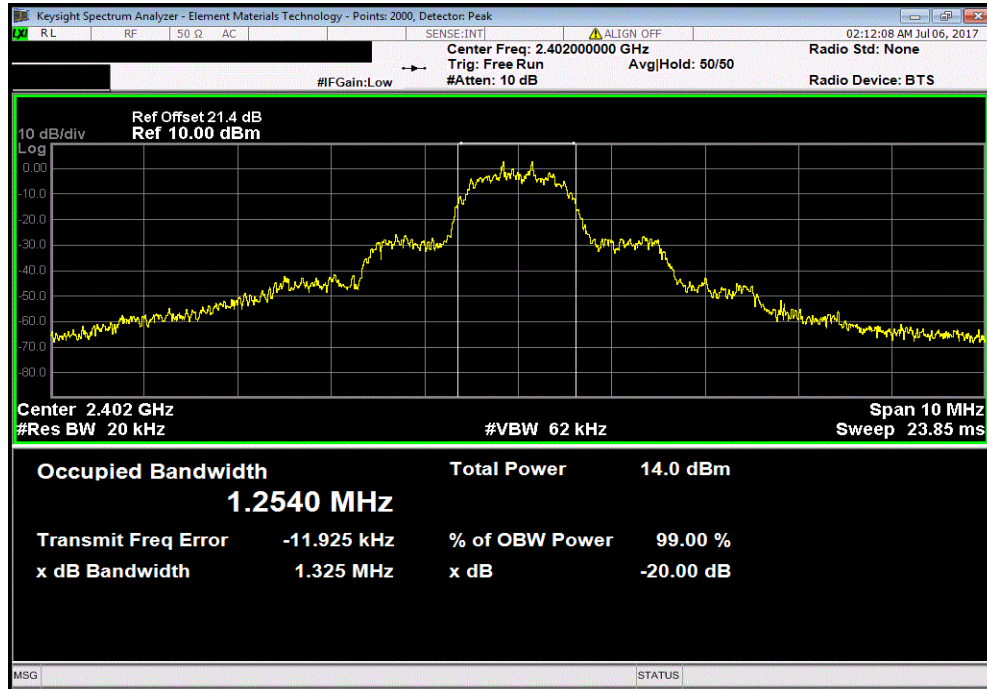 Keysight Spectrum Analyzer - Element Materials Technology - Points: 2000, Detector: Peak
LXI RL RF 50 Ω AC SENSE:INT ALIGN OFF 02:12:08 AM Jul 06, 2017
Center Freq: 2.402000000 GHz Radio Std: None
Trig: Free Run Avg|Hold: 50/50
#IFGain:Low #Atten: 10 dB Radio Device: BTS
Ref Offset 21.4 dB
10 dB/div Ref 10.00 dBm
Log
0.00
-10.0
-20.0
-30.0
-40.0
-50.0
-60.0
-70.0
-80.0
Center 2.402 GHz Span 10 MHz
#Res BW 20 kHz #VBW 62 kHz Sweep 23.85 ms
Occupied Bandwidth Total Power 14.0 dBm
1.2540 MHz
Transmit Freq Error -11.925 kHz % of OBW Power 99.00 %
x dB Bandwidth 1.325 MHz x dB -20.00 dB
MSG STATUS